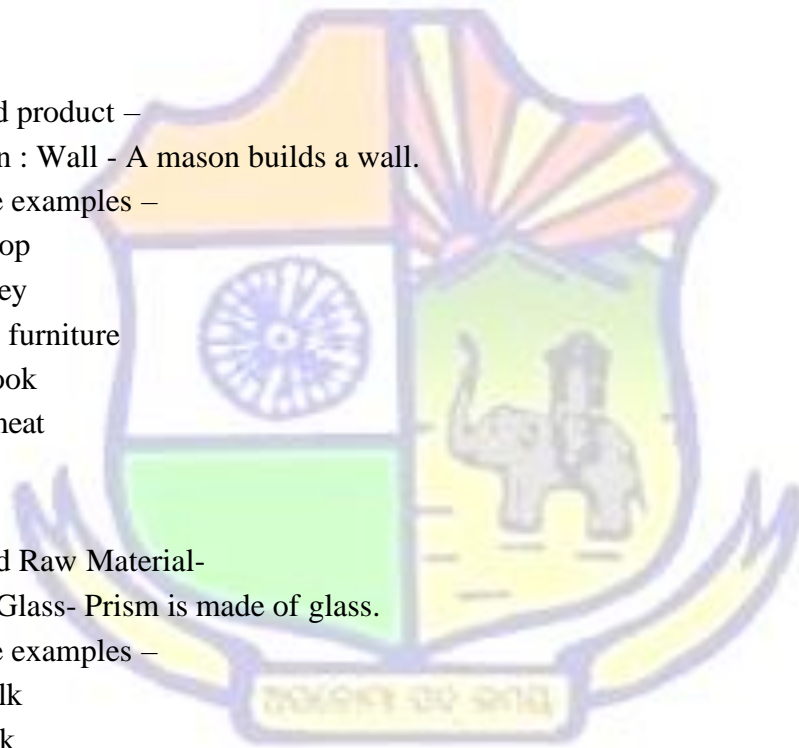 d product –
n : Wall - A mason builds a wall.
e examples –
op
ey
furniture
ook
heat
d Raw Material-
Glass- Prism is made of glass.
e examples –
lk
k